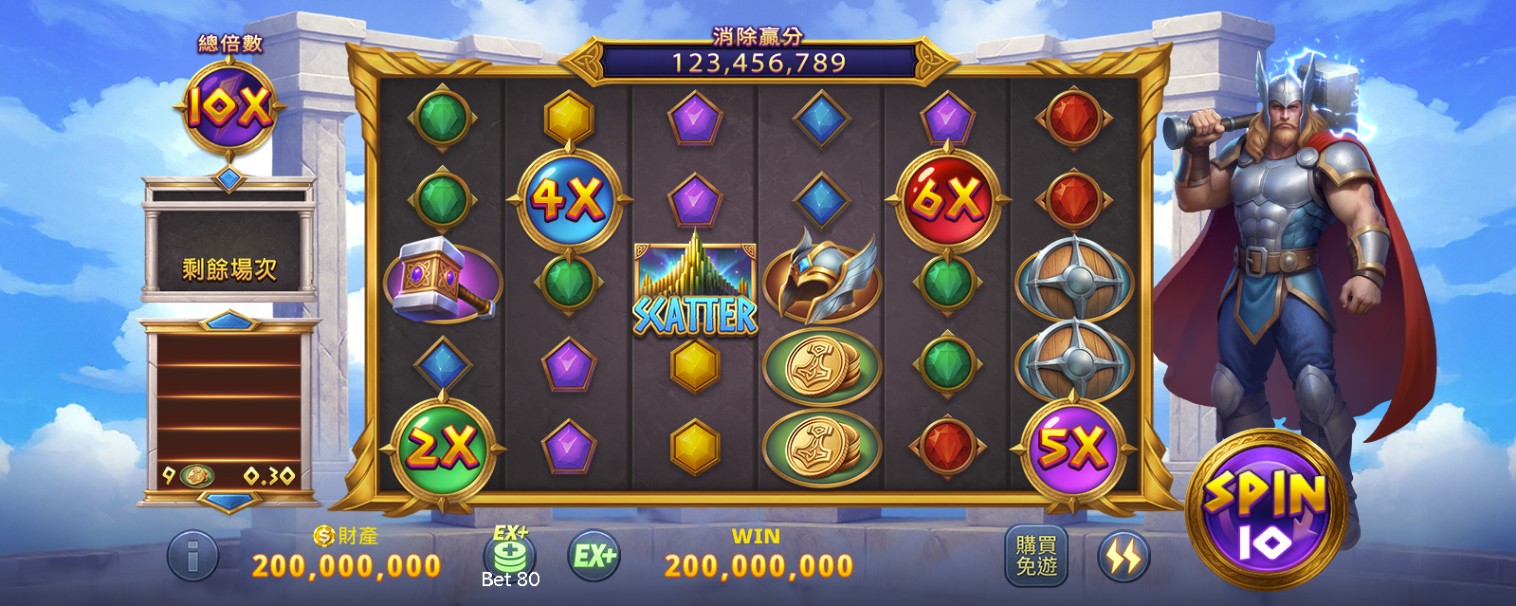 總倍數
10X
消除贏分
123,456,789
4X
6X
剩餘場次
SCATTER
2X
5X
9 0.30
SPIN
10
財產
200,000,000
EX+
Bet 80
EX+
WIN
200,000,000
購買
免遊